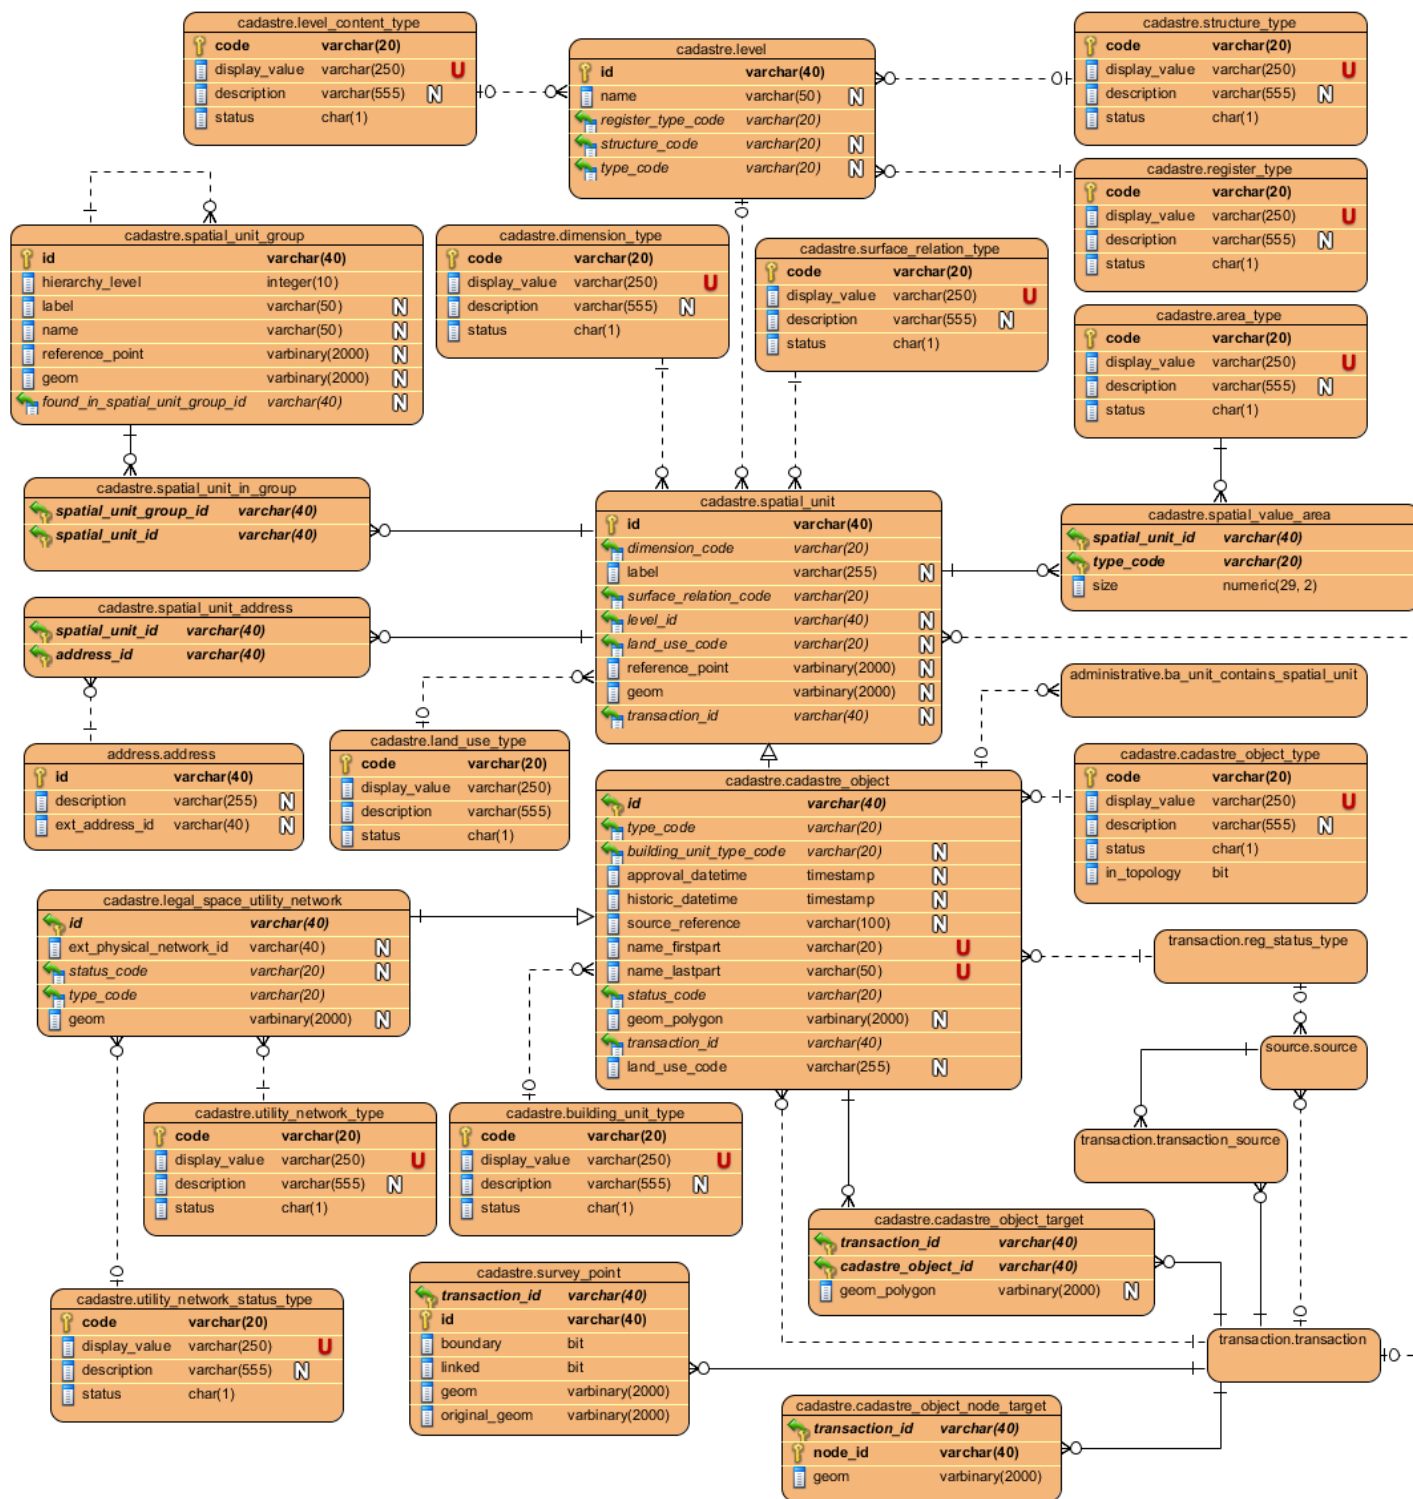 cadastre.level_content_type
code varchar(20)
display_value varchar(250) U
description varchar(555) N
status char(1)
cadastre.level
id varchar(40)
name varchar(50) N
register_type_code varchar(20)
structure_code varchar(20) N
type_code varchar(20) N
cadastre.structure_type
code varchar(20)
display_value varchar(250) U
description varchar(555) N
status char(1)
cadastre.register_type
code varchar(20)
display_value varchar(250) U
description varchar(555) N
status char(1)
cadastre.spatial_unit_group
id varchar(40)
hierarchy_level integer(10)
label varchar(50) N
name varchar(50) N
reference_point varbinary(2000) N
geom varbinary(2000) N
found_in_spatial_unit_group_id varchar(40) N
cadastre.dimension_type
code varchar(20)
display_value varchar(250) U
description varchar(555) N
status char(1)
cadastre.surface_relation_type
code varchar(20)
display_value varchar(250) U
description varchar(555) N
status char(1)
cadastre.area_type
code varchar(20)
display_value varchar(250) U
description varchar(555) N
status char(1)
cadastre.spatial_unit_in_group
spatial_unit_group_id varchar(40)
spatial_unit_id varchar(40)
cadastre.spatial_unit
id varchar(40)
dimension_code varchar(20)
label varchar(255) N
surface_relation_code varchar(20)
level_id varchar(40) N
land_use_code varchar(20) N
reference_point varbinary(2000) N
geom varbinary(2000) N
transaction_id varchar(40) N
cadastre.spatial_value_area
spatial_unit_id varchar(40)
type_code varchar(20)
size numeric(29, 2)
cadastre.spatial_unit_address
spatial_unit_id varchar(40)
address_id varchar(40)
administrative.ba_unit_contains_spatial_unit
address.address
id varchar(40)
description varchar(255) N
ext_address_id varchar(40) N
cadastre.land_use_type
code varchar(20)
display_value varchar(250)
description varchar(555)
status char(1)
cadastre.cadastre_object
id varchar(40)
type_code varchar(20)
building_unit_type_code varchar(20) N
approval_datetime timestamp N
historic_datetime timestamp N
source_reference varchar(100) N
name_firstpart varchar(20) U
name_lastpart varchar(50) U
status_code varchar(20)
geom_polygon varbinary(2000) N
transaction_id varchar(40)
land_use_code varchar(255) N
cadastre.cadastre_object_type
code varchar(20)
display_value varchar(250) U
description varchar(555) N
status char(1)
in_topology bit
cadastre.legal_space_utility_network
id varchar(40)
ext_physical_network_id varchar(40) N
status_code varchar(20) N
type_code varchar(20)
geom varbinary(2000) N
transaction.reg_status_type
source.source
transaction.transaction_source
cadastre.utility_network_type
code varchar(20)
display_value varchar(250) U
description varchar(555) N
status char(1)
cadastre.building_unit_type
code varchar(20)
display_value varchar(250) U
description varchar(555) N
status char(1)
cadastre.cadastre_object_target
transaction_id varchar(40)
cadastre_object_id varchar(40)
geom_polygon varbinary(2000) N
cadastre.utility_network_status_type
code varchar(20)
display_value varchar(250) U
description varchar(555) N
status char(1)
cadastre.survey_point
transaction_id varchar(40)
id varchar(40)
boundary bit
linked bit
geom varbinary(2000)
original_geom varbinary(2000)
transaction.transaction
cadastre.cadastre_object_node_target
transaction_id varchar(40)
node_id varchar(40)
geom varbinary(2000)